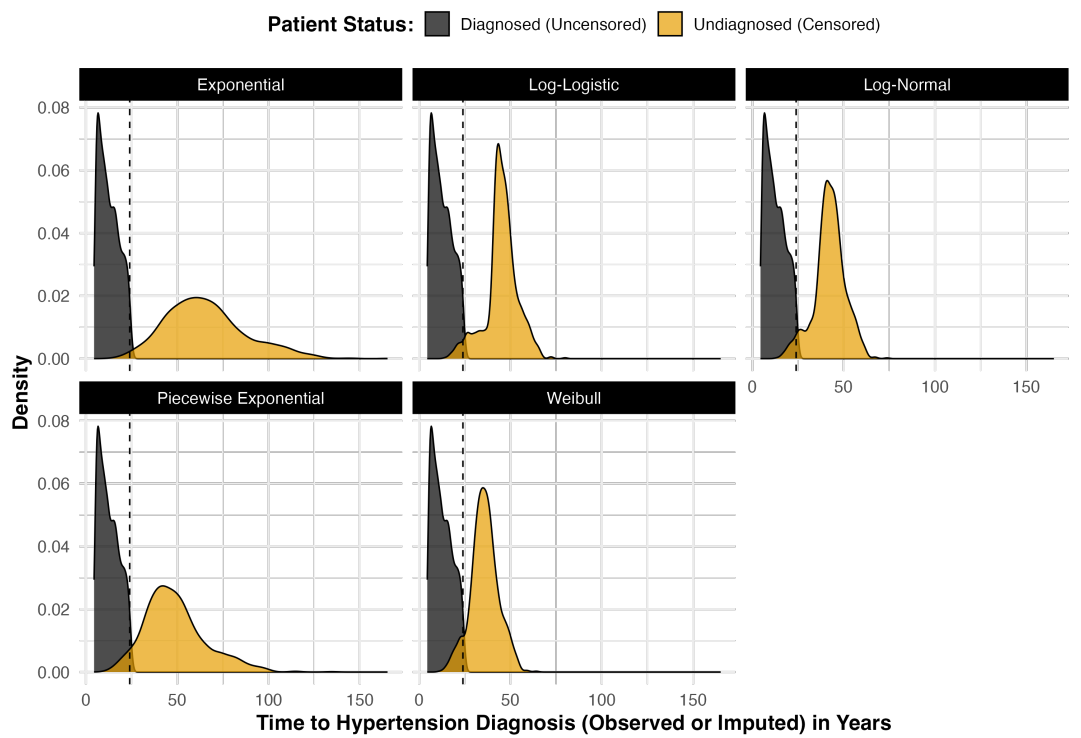 Patient Status: Diagnosed (Uncensored) Undiagnosed (Censored)
Exponential Log-Logistic Log-Normal
0.08
0.06
0.04
0.02
0.00
0 50 100 150
Density
Piecewise Exponential Weibull
0.08
0.06
0.04
0.02
0.00
0 50 100 150 0 50 100 150
Time to Hypertension Diagnosis (Observed or Imputed) in Years